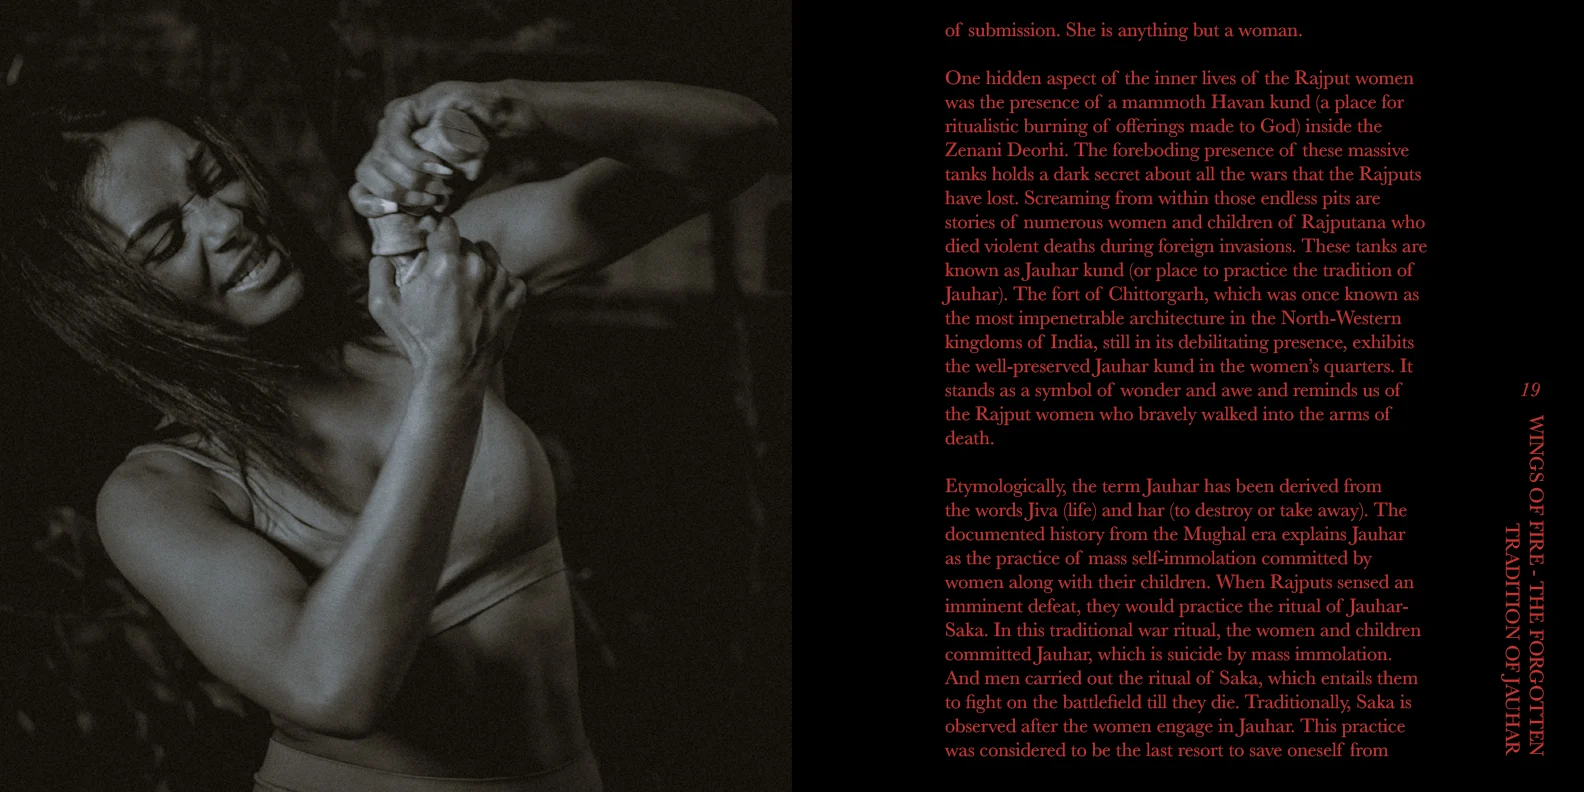 of submission. She is anything but a woman.
One hidden aspect of the inner lives of the Rajput women
was the presence of a mammoth Havan kund (a place for
ritualistic burning of offerings made to God) inside the
Zenani Deorhi. The foreboding presence of these massive
tanks holds a dark secret about all the wars that the Rajputs
have lost. Screaming from within those endless pits are
stories of numerous women and children of Rajputana who
died violent deaths during foreign invasions. These tanks are
known as Jauhar kund (or place to practice the tradition of
Jauhar). The fort of Chittorgarh, which was once known as
the most impenetrable architecture in the North-Western
kingdoms of India, still in its debilitating presence, exhibits
the well-preserved Jauhar kund in the women’s quarters. It
stands as a symbol of wonder and awe and reminds us of
the Rajput women who bravely walked into the arms of
death.
Etymologically, the term Jauhar has been derived from
the words Jiva (life) and har (to destroy or take away). The
documented history from the Mughal era explains Jauhar
as the practice of mass self-immolation committed by
women along with their children. When Rajputs sensed an
imminent defeat, they would practice the ritual of Jauhar-
Saka. In this traditional war ritual, the women and children
committed Jauhar, which is suicide by mass immolation.
And men carried out the ritual of Saka, which entails them
to fight on the battlefield till they die. Traditionally, Saka is
observed after the women engage in Jauhar. This practice
was considered to be the last resort to save oneself from
19
WINGS OF FIRE - THE FORGOTTEN
TRADITION OF JAUHAR